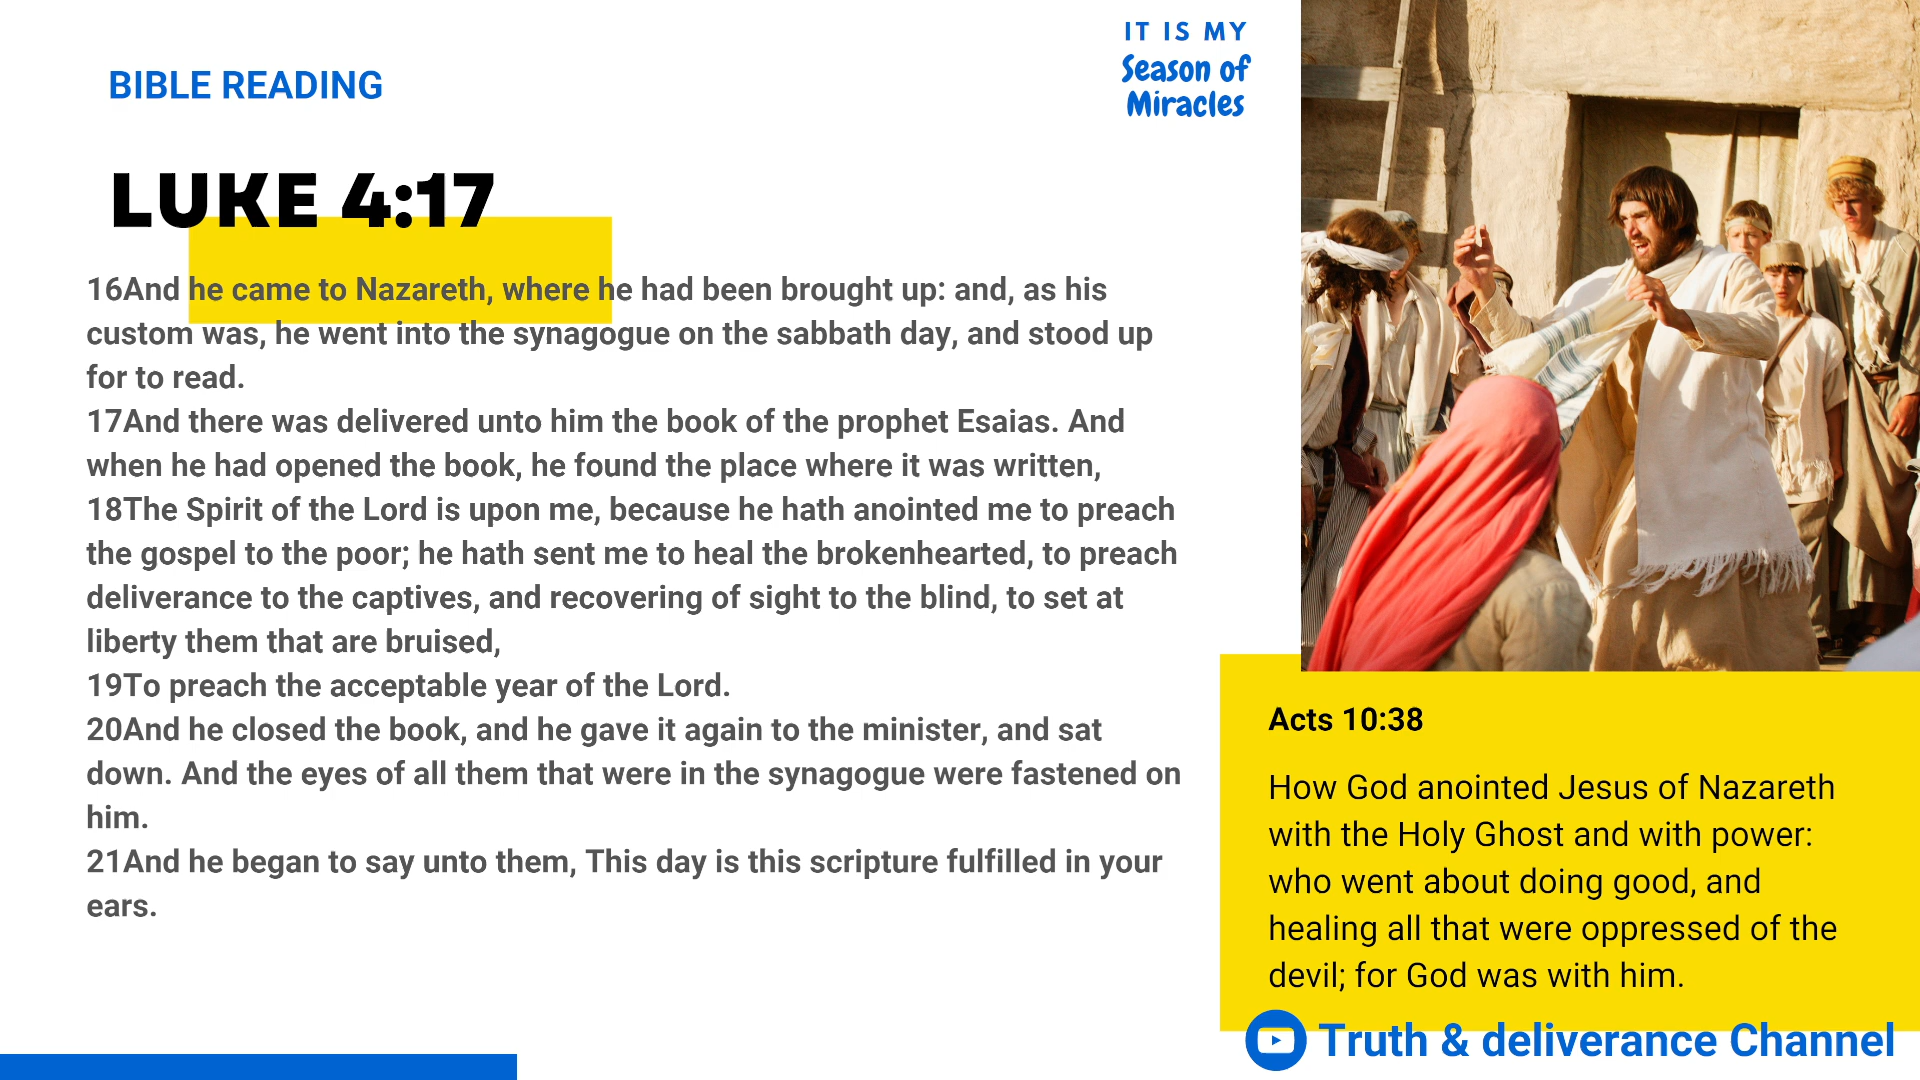 IT IS MY
Season of
Miracles
BIBLE READING
LUKE 4:17
16And he came to Nazareth, where he had been brought up: and, as his
custom was, he went into the synagogue on the sabbath day, and stood up
for to read.
17And there was delivered unto him the book of the prophet Esaias. And
when he had opened the book, he found the place where it was written,
18The Spirit of the Lord is upon me, because he hath anointed me to preach
the gospel to the poor; he hath sent me to heal the brokenhearted, to preach
deliverance to the captives, and recovering of sight to the blind, to set at
liberty them that are bruised,
19To preach the acceptable year of the Lord.
20And he closed the book, and he gave it again to the minister, and sat
down. And the eyes of all them that were in the synagogue were fastened on
him.
21And he began to say unto them, This day is this scripture fulfilled in your
ears.
Acts 10:38
How God anointed Jesus of Nazareth
with the Holy Ghost and with power:
who went about doing good, and
healing all that were oppressed of the
devil; for God was with him.
Truth & deliverance Channel